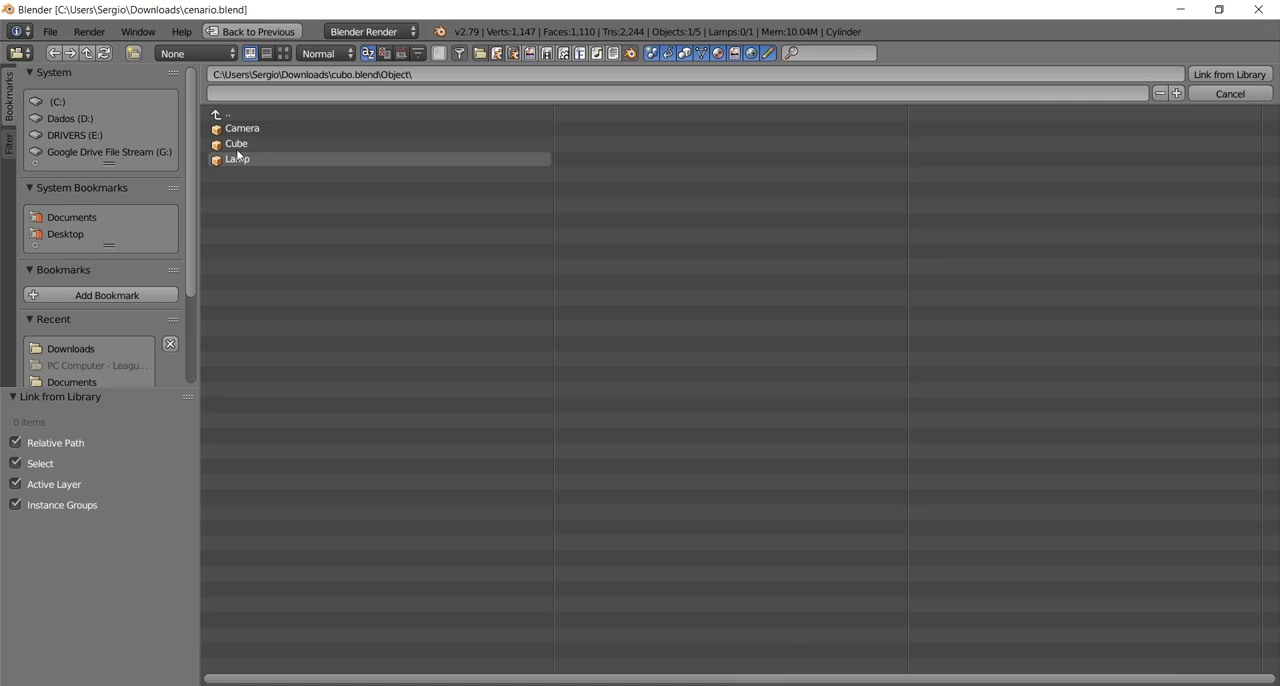 Blender [C:\Users\Sergio\Downloads\cenario.blend]
File Render Window Help Back to Previous Blender Render v2.79 | Verts:1,147 | Faces:1,110 | Tris:2,244 | Objects:1/5 | Lamps:0/1 | Mem:10.04M | Cylinder
None Normal
Bookmarks
Filter
System
(C:)
Dados (D:)
DRIVERS (E:)
Google Drive File Stream (G:)
System Bookmarks
Documents
Desktop
Bookmarks
Add Bookmark
Recent
Downloads
PC Computer - Leagu...
Documents
Link from Library
0 items
Relative Path
Select
Active Layer
Instance Groups
C:\Users\Sergio\Downloads\cubo.blend\Object\
Link from Library
Cancel
..
Camera
Cube
Lamp